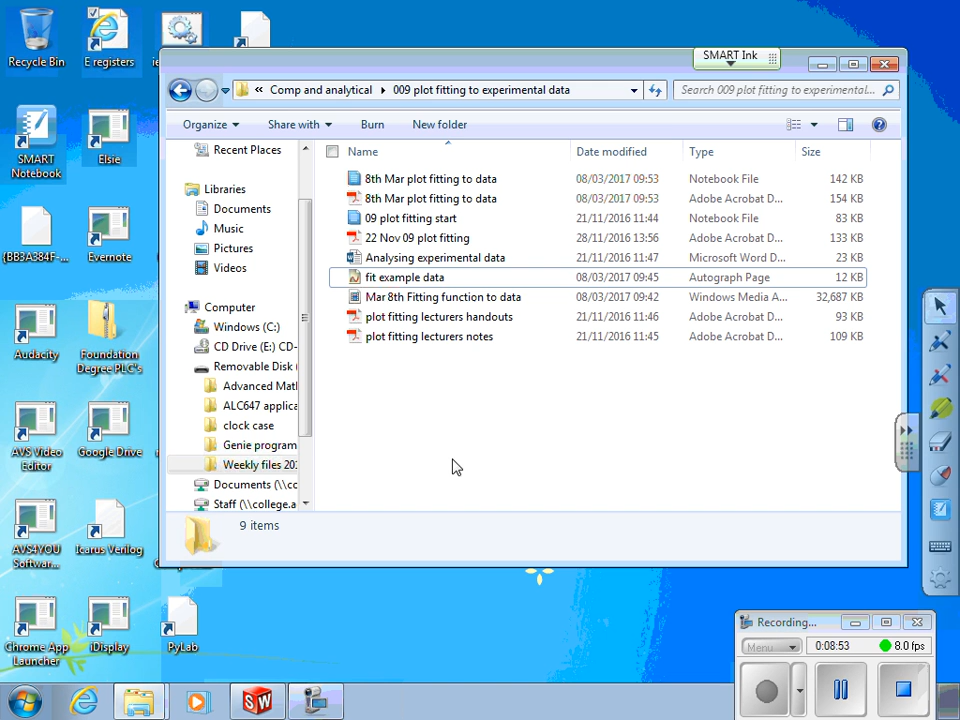 Recycle Bin
E registers
SMART Notebook
Elsie
{BB3A384F-...
Evernote
Audacity
Foundation Degree PLC's
AVS Video Editor
Google Drive
AVS4YOU Softwar...
Icarus Verilog
Chrome App Launcher
iDisplay
PyLab
SMART Ink
« Comp and analytical 009 plot fitting to experimental data
Search 009 plot fitting to experimental...
Organize Share with Burn New folder
Name Date modified Type Size
Recent Places
Libraries
Documents
Music
Pictures
Videos
Computer
Windows (C:)
CD Drive (E:) CD-
Removable Disk
Advanced Mat
ALC647 applica
clock case
Genie program
Weekly files 20
Documents (\\cc
Staff (\\college.a
8th Mar plot fitting to data 08/03/2017 09:53 Notebook File 142 KB
8th Mar plot fitting to data 08/03/2017 09:53 Adobe Acrobat D... 154 KB
09 plot fitting start 21/11/2016 11:44 Notebook File 83 KB
22 Nov 09 plot fitting 28/11/2016 13:56 Adobe Acrobat D... 133 KB
Analysing experimental data 21/11/2016 11:47 Microsoft Word D... 23 KB
fit example data 08/03/2017 09:45 Autograph Page 12 KB
Mar 8th Fitting function to data 08/03/2017 09:42 Windows Media A... 32,687 KB
plot fitting lecturers handouts 21/11/2016 11:46 Adobe Acrobat D... 93 KB
plot fitting lecturers notes 21/11/2016 11:45 Adobe Acrobat D... 109 KB
9 items
Recording...
Menu 0:08:53 8.0 fps